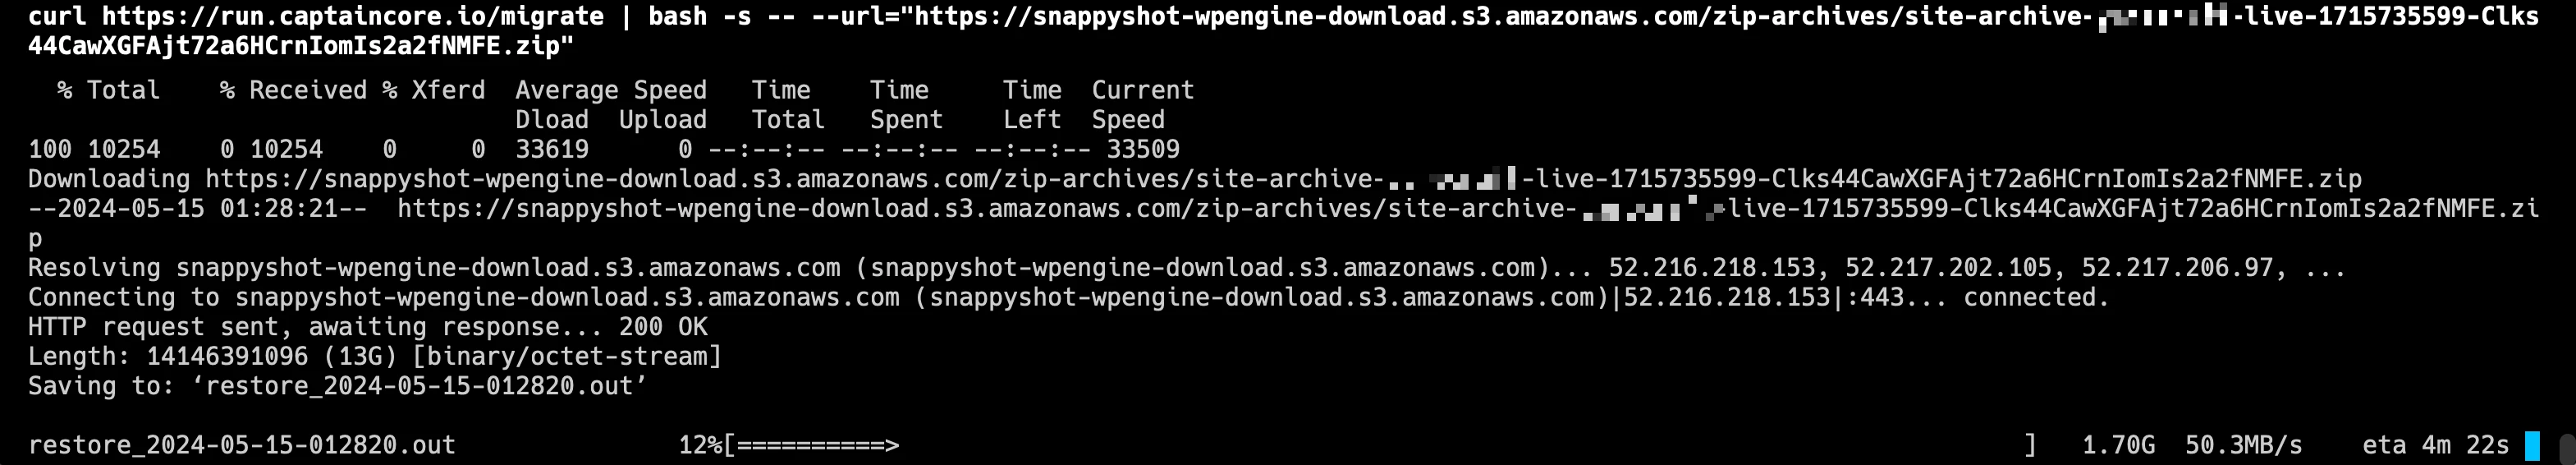 curl https://run.captaincore.io/migrate | bash -s -- --url="https://snappyshot-wpengine-download.s3.amazonaws.com/zip-archives/site-archive- -live-1715735599-Clks
44CawXGFAjt72a6HCrnIomIs2a2fNMFE.zip"
% Total % Received % Xferd Average Speed Time Time Time Current
Dload Upload Total Spent Left Speed
100 10254 0 10254 0 0 33619 0 --:--:-- --:--:-- --:--:-- 33509
Downloading https://snappyshot-wpengine-download.s3.amazonaws.com/zip-archives/site-archive- -live-1715735599-Clks44CawXGFAjt72a6HCrnIomIs2a2fNMFE.zip
--2024-05-15 01:28:21-- https://snappyshot-wpengine-download.s3.amazonaws.com/zip-archives/site-archive- -live-1715735599-Clks44CawXGFAjt72a6HCrnIomIs2a2fNMFE.zi
p
Resolving snappyshot-wpengine-download.s3.amazonaws.com (snappyshot-wpengine-download.s3.amazonaws.com)... 52.216.218.153, 52.217.202.105, 52.217.206.97, ...
Connecting to snappyshot-wpengine-download.s3.amazonaws.com (snappyshot-wpengine-download.s3.amazonaws.com)|52.216.218.153|:443... connected.
HTTP request sent, awaiting response... 200 OK
Length: 14146391096 (13G) [binary/octet-stream]
Saving to: ‘restore_2024-05-15-012820.out’
restore_2024-05-15-012820.out 12%[==========> ] 1.70G 50.3MB/s eta 4m 22s